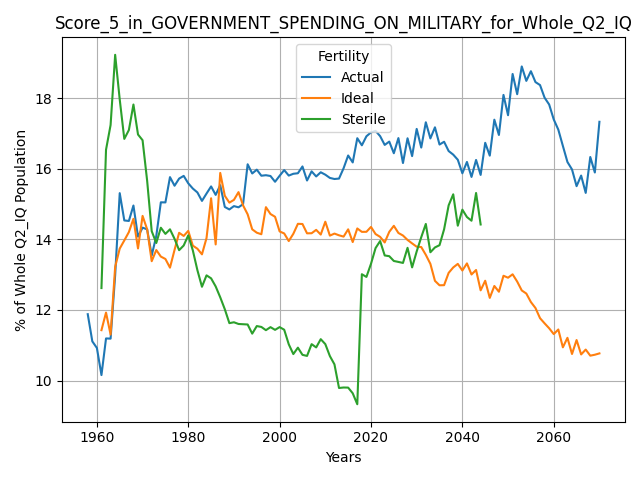 Score_5_in_GOVERNMENT_SPENDING_ON_MILITARY_for_Whole_Q2_IQ
Fertility
Actual
Ideal
Sterile
% of Whole Q2_IQ Population
18
16
14
12
10
1960 1980 2000 2020 2040 2060
Years